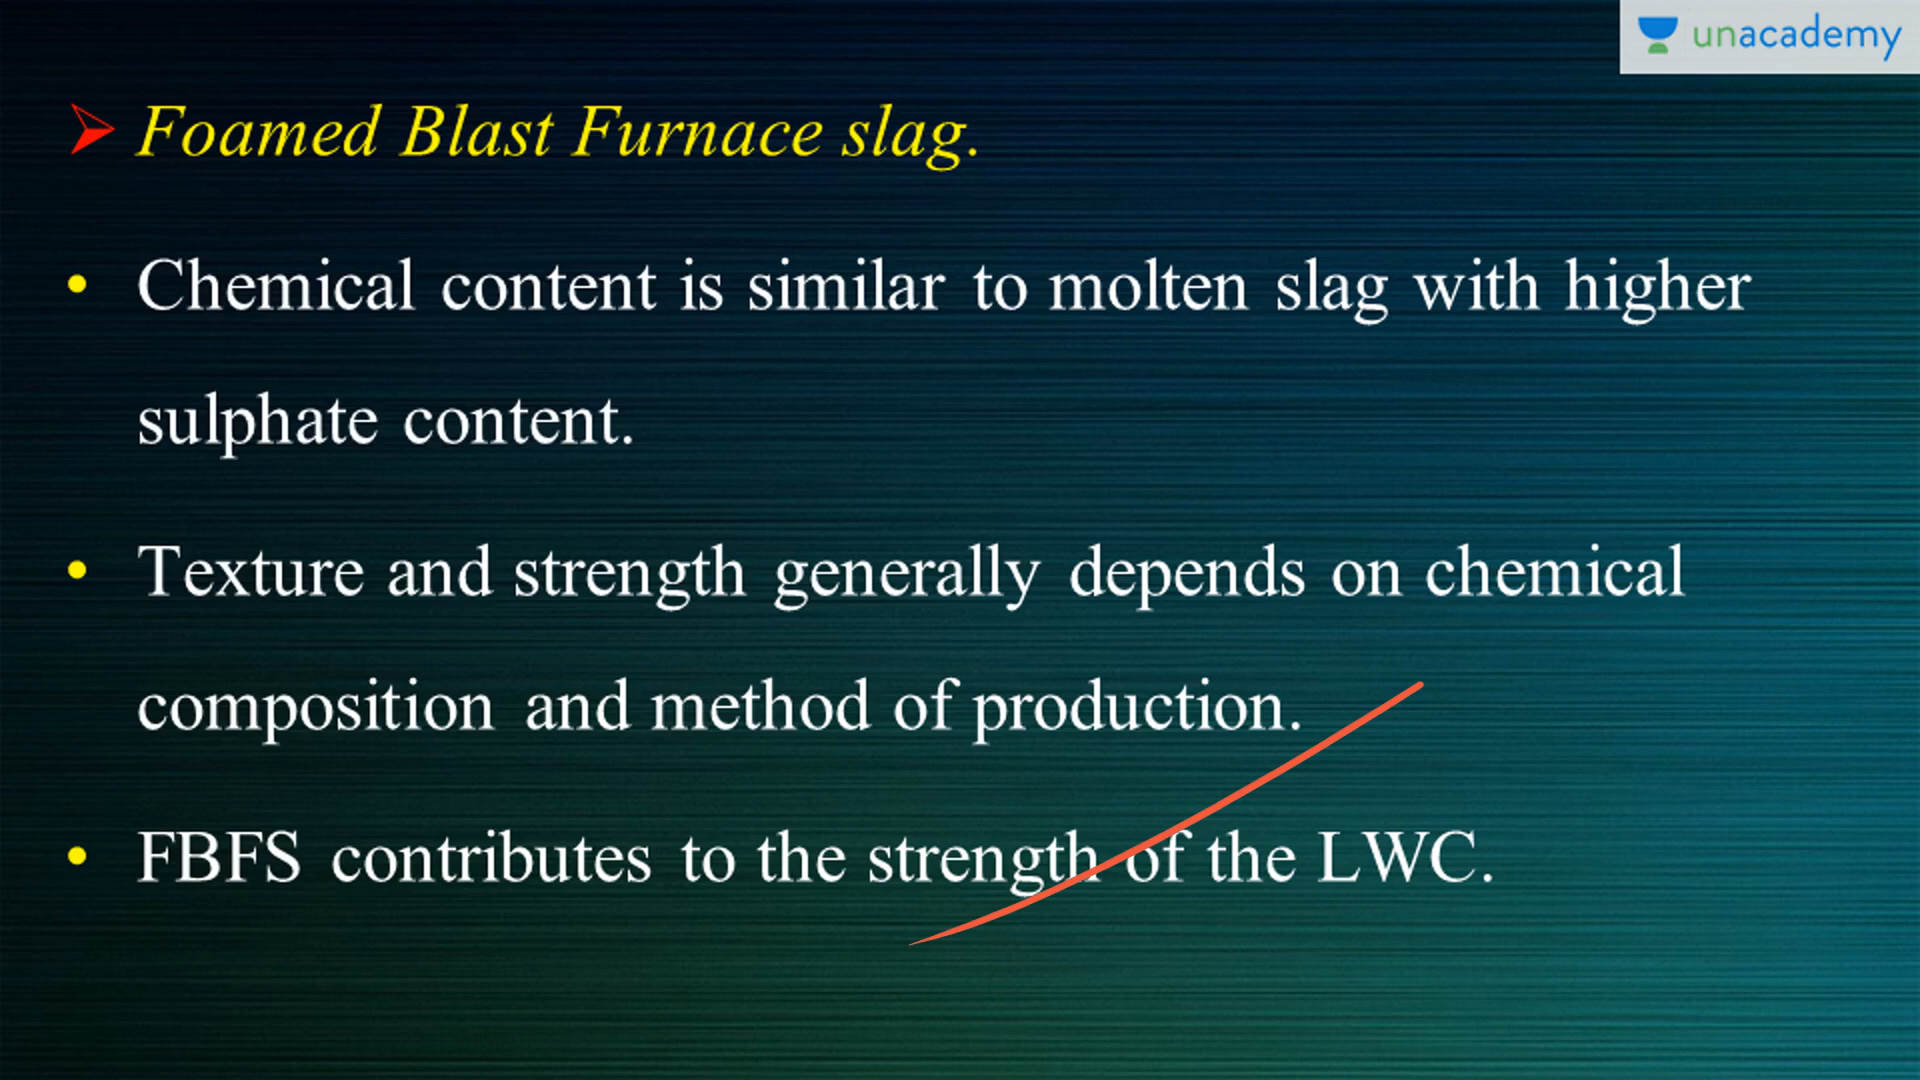 unacademy
Foamed Blast Furnace slag.
Chemical content is similar to molten slag with higher
sulphate content.
Texture and strength generally depends on chemical
composition and method of production.
FBFS contributes to the strength of the LWC.